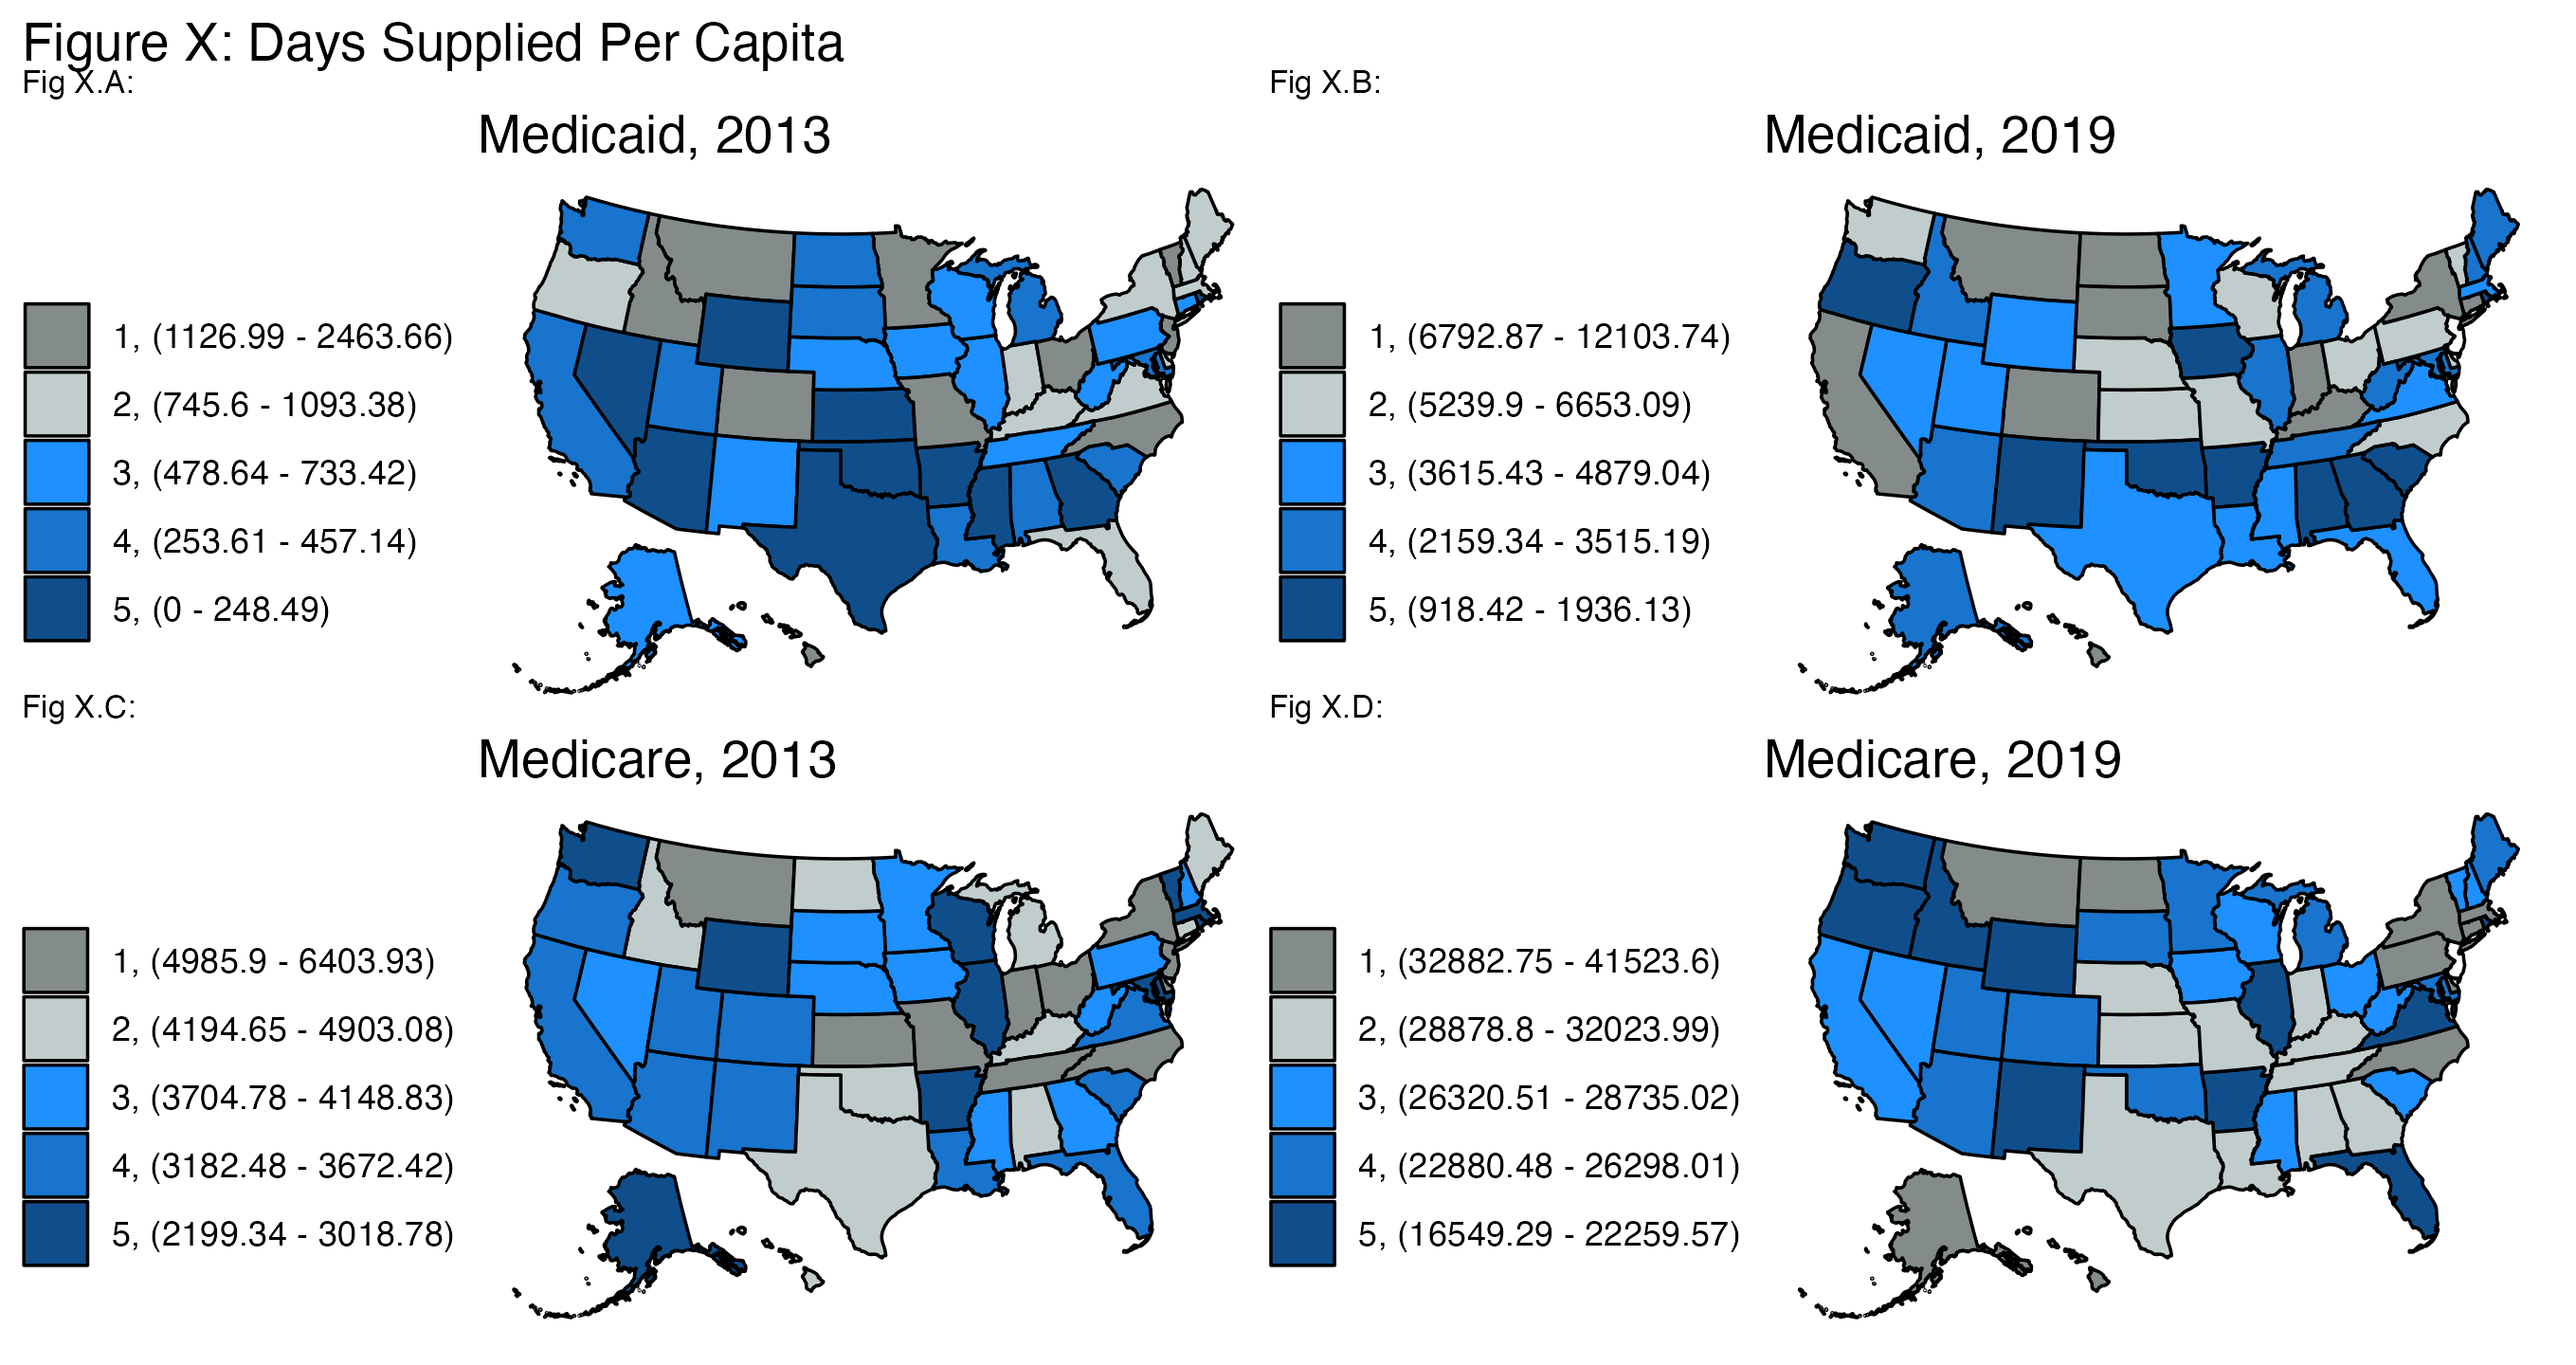 Figure X: Days Supplied Per Capita
Fig X.A:
Medicaid, 2013
1, (1126.99 - 2463.66)
2, (745.6 - 1093.38)
3, (478.64 - 733.42)
4, (253.61 - 457.14)
5, (0 - 248.49)
Fig X.B:
Medicaid, 2019
1, (6792.87 - 12103.74)
2, (5239.9 - 6653.09)
3, (3615.43 - 4879.04)
4, (2159.34 - 3515.19)
5, (918.42 - 1936.13)
Fig X.C:
Medicare, 2013
1, (4985.9 - 6403.93)
2, (4194.65 - 4903.08)
3, (3704.78 - 4148.83)
4, (3182.48 - 3672.42)
5, (2199.34 - 3018.78)
Fig X.D:
Medicare, 2019
1, (32882.75 - 41523.6)
2, (28878.8 - 32023.99)
3, (26320.51 - 28735.02)
4, (22880.48 - 26298.01)
5, (16549.29 - 22259.57)